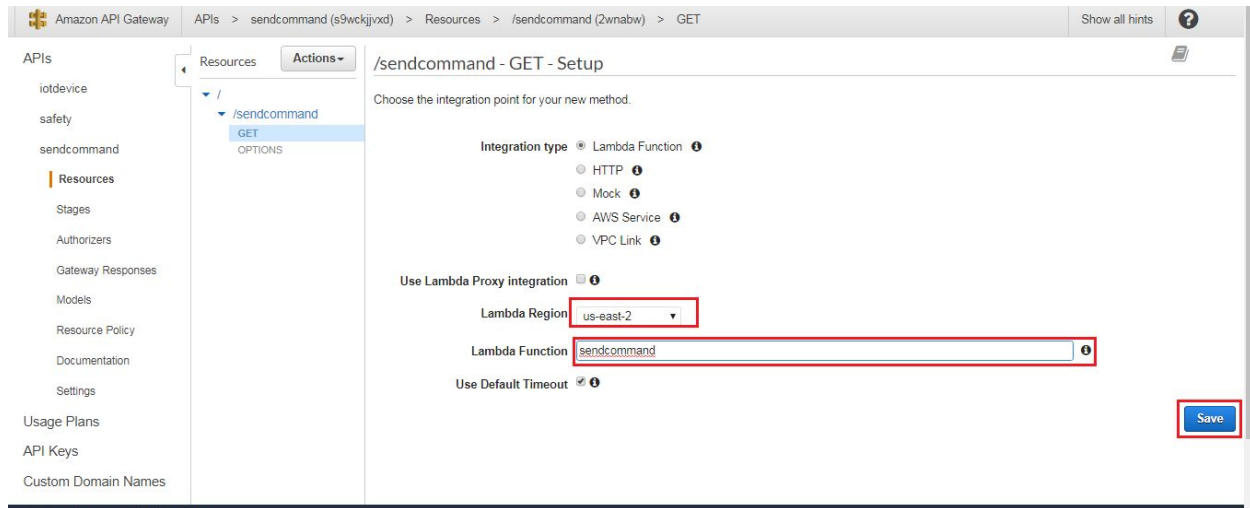 Amazon API Gateway APIs > sendcommand (s9wckjjvxd) > Resources > /sendcommand (2wnabw) > GET Show all hints ?
APIs
iotdevice
safety
sendcommand
Resources
Stages
Authorizers
Gateway Responses
Models
Resource Policy
Documentation
Settings
Usage Plans
API Keys
Custom Domain Names
Resources Actions
/
/sendcommand
GET
OPTIONS
/sendcommand - GET - Setup
Choose the integration point for your new method.
Integration type Lambda Function
HTTP
Mock
AWS Service
VPC Link
Use Lambda Proxy integration
Lambda Region us-east-2
Lambda Function sendcommand
Use Default Timeout
Save